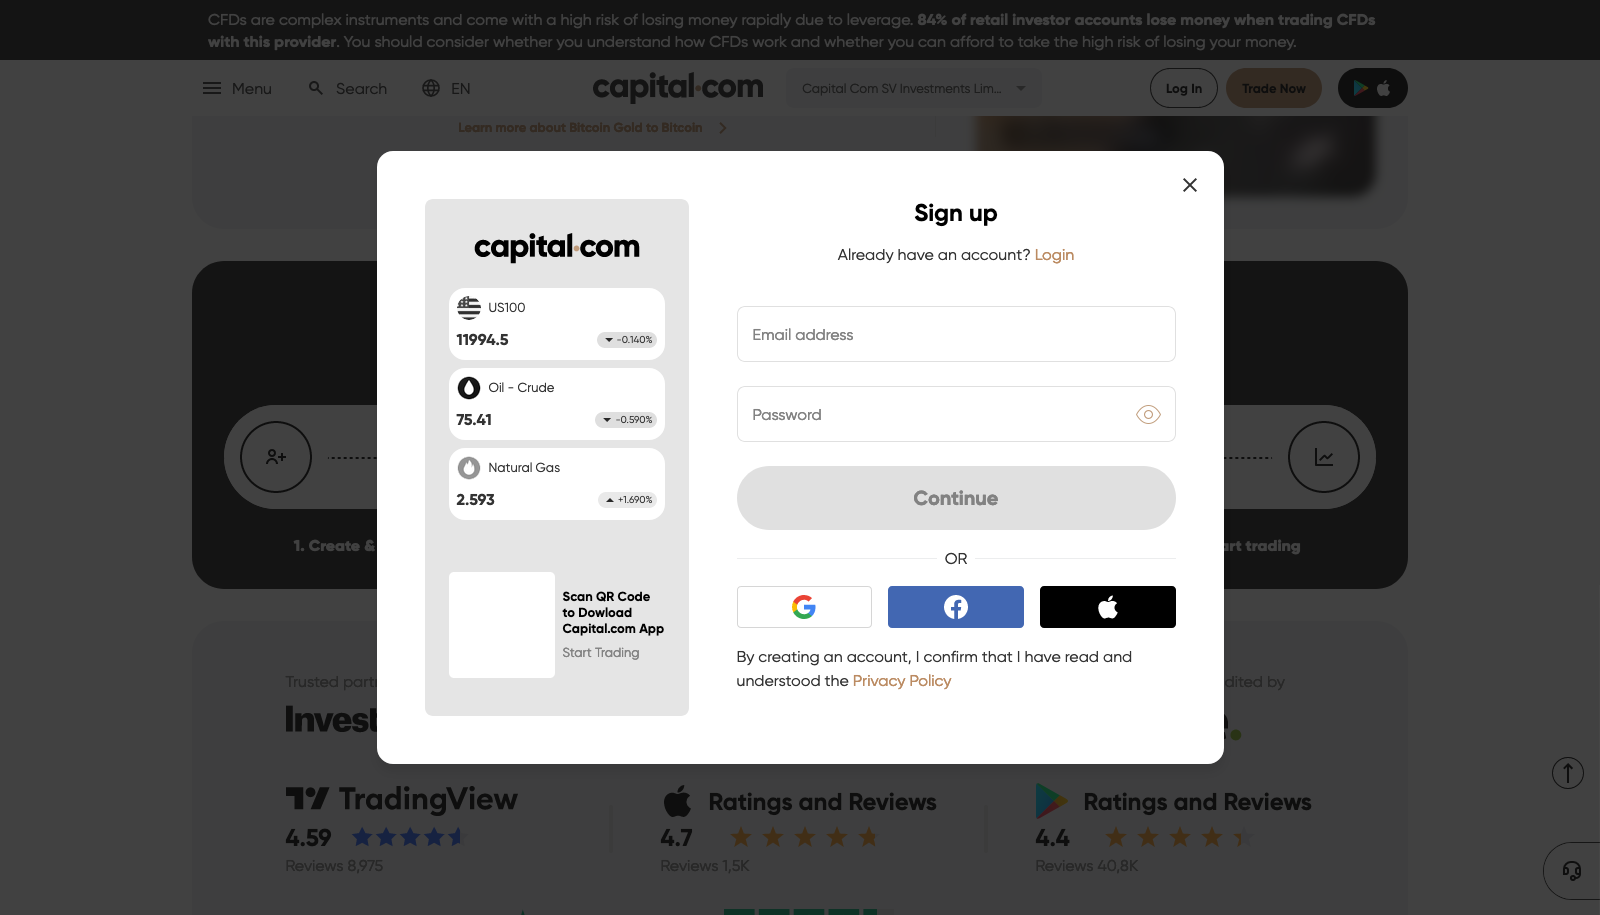 CFDs are complex instruments and come with a high risk of losing money rapidly due to leverage. 84% of retail investor accounts lose money when trading CFDs
with this provider. You should consider whether you understand how CFDs work and whether you can afford to take the high risk of losing your money.
Menu
Search
EN
capital.com
Capital Com SV Investments Lim...
Log In
Trade Now
Learn more about Bitcoin Gold to Bitcoin
Sign up
Already have an account? Login
capital.com
US100
11994.5
-0.140%
Oil - Crude
75.41
-0.590%
Natural Gas
2.593
+1.690%
Scan QR Code
to Dowload
Capital.com App
Start Trading
Email address
Password
Continue
OR
By creating an account, I confirm that I have read and
understood the Privacy Policy
1. Create &
art trading
Trusted part
dited by
Invest
e.
TradingView
4.59
Reviews 8,975
Ratings and Reviews
4.7
Reviews 1,5K
Ratings and Reviews
4.4
Reviews 40,8K